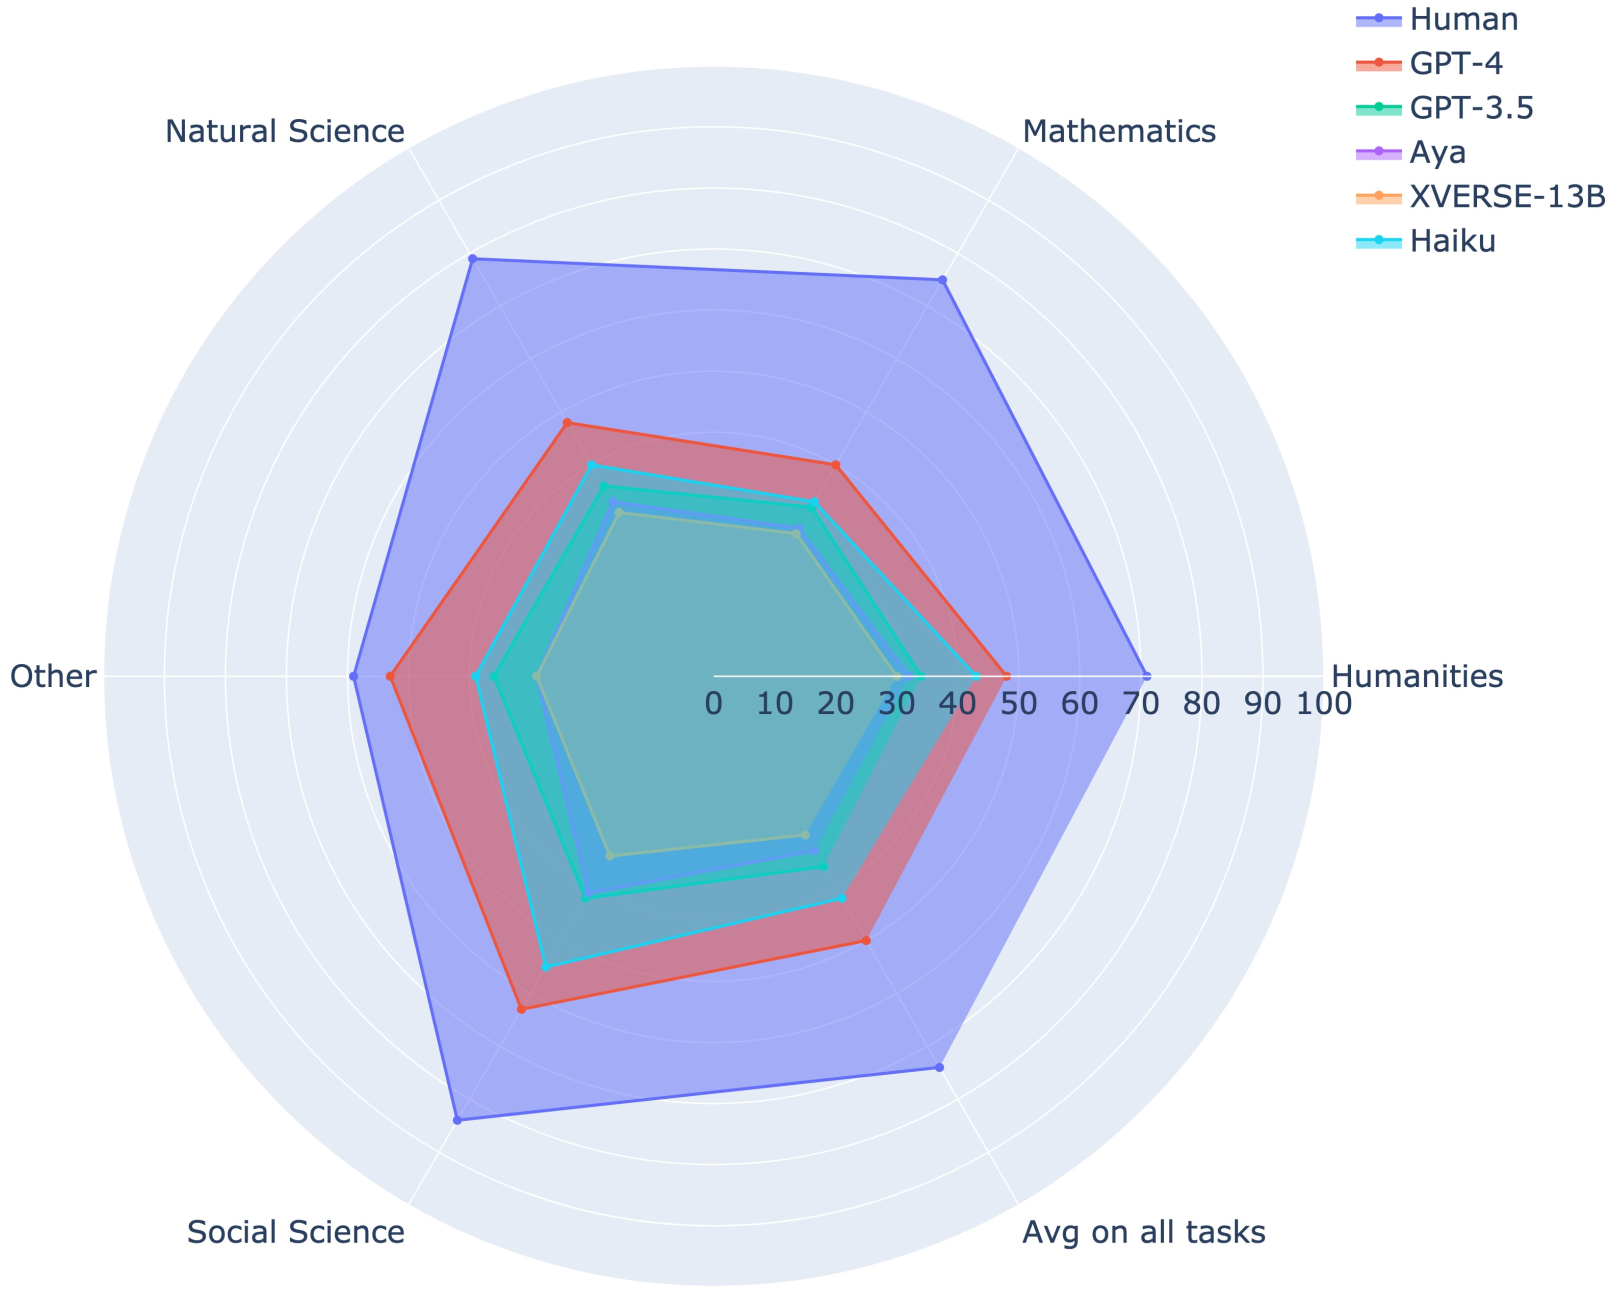 Human
GPT-4
GPT-3.5
Aya
XVERSE-13B
Haiku
Natural Science
Mathematics
Other
Humanities
0 10 20 30 40 50 60 70 80 90 100
Social Science
Avg on all tasks